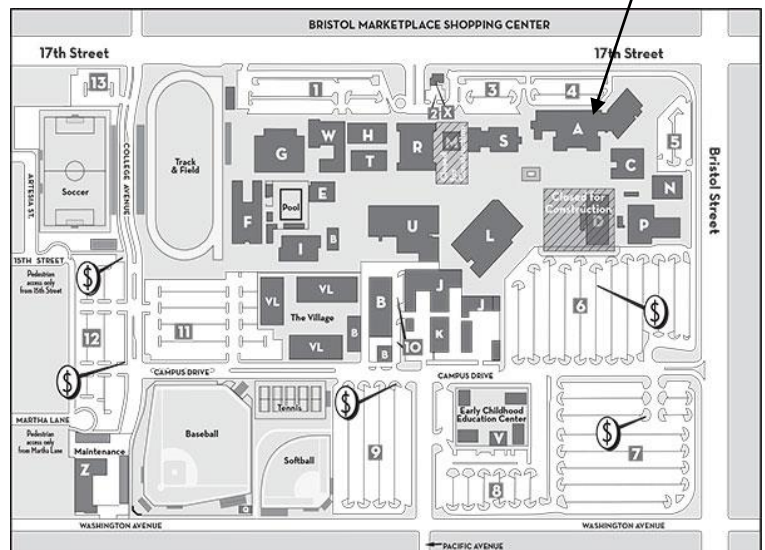 BRISTOL MARKETPLACE SHOPPING CENTER
17th Street
17th Street
13
1
2
X
3
4
5
W
H
T
G
R
M
S
A
C
N
P
D
Closed for
Construction
Bristol Street
COLLEGE AVENUE
ARTESIA ST.
Soccer
Track
& Field
F
Pool
E
I
B
U
L
15TH STREET
Pedestrian
access only
from 15th Street
$
12
11
VL
VL
The Village
VL
B
B
B
10
J
J
K
6
$
$
CAMPUS DRIVE
CAMPUS DRIVE
MARTHA LANE
Pedestrian
access only
from Martha Lane
Maintenance
Z
Baseball
Tennis
Softball
$
9
Early Childhood
Education Center
V
8
$
7
WASHINGTON AVENUE
WASHINGTON AVENUE
PACIFIC AVENUE